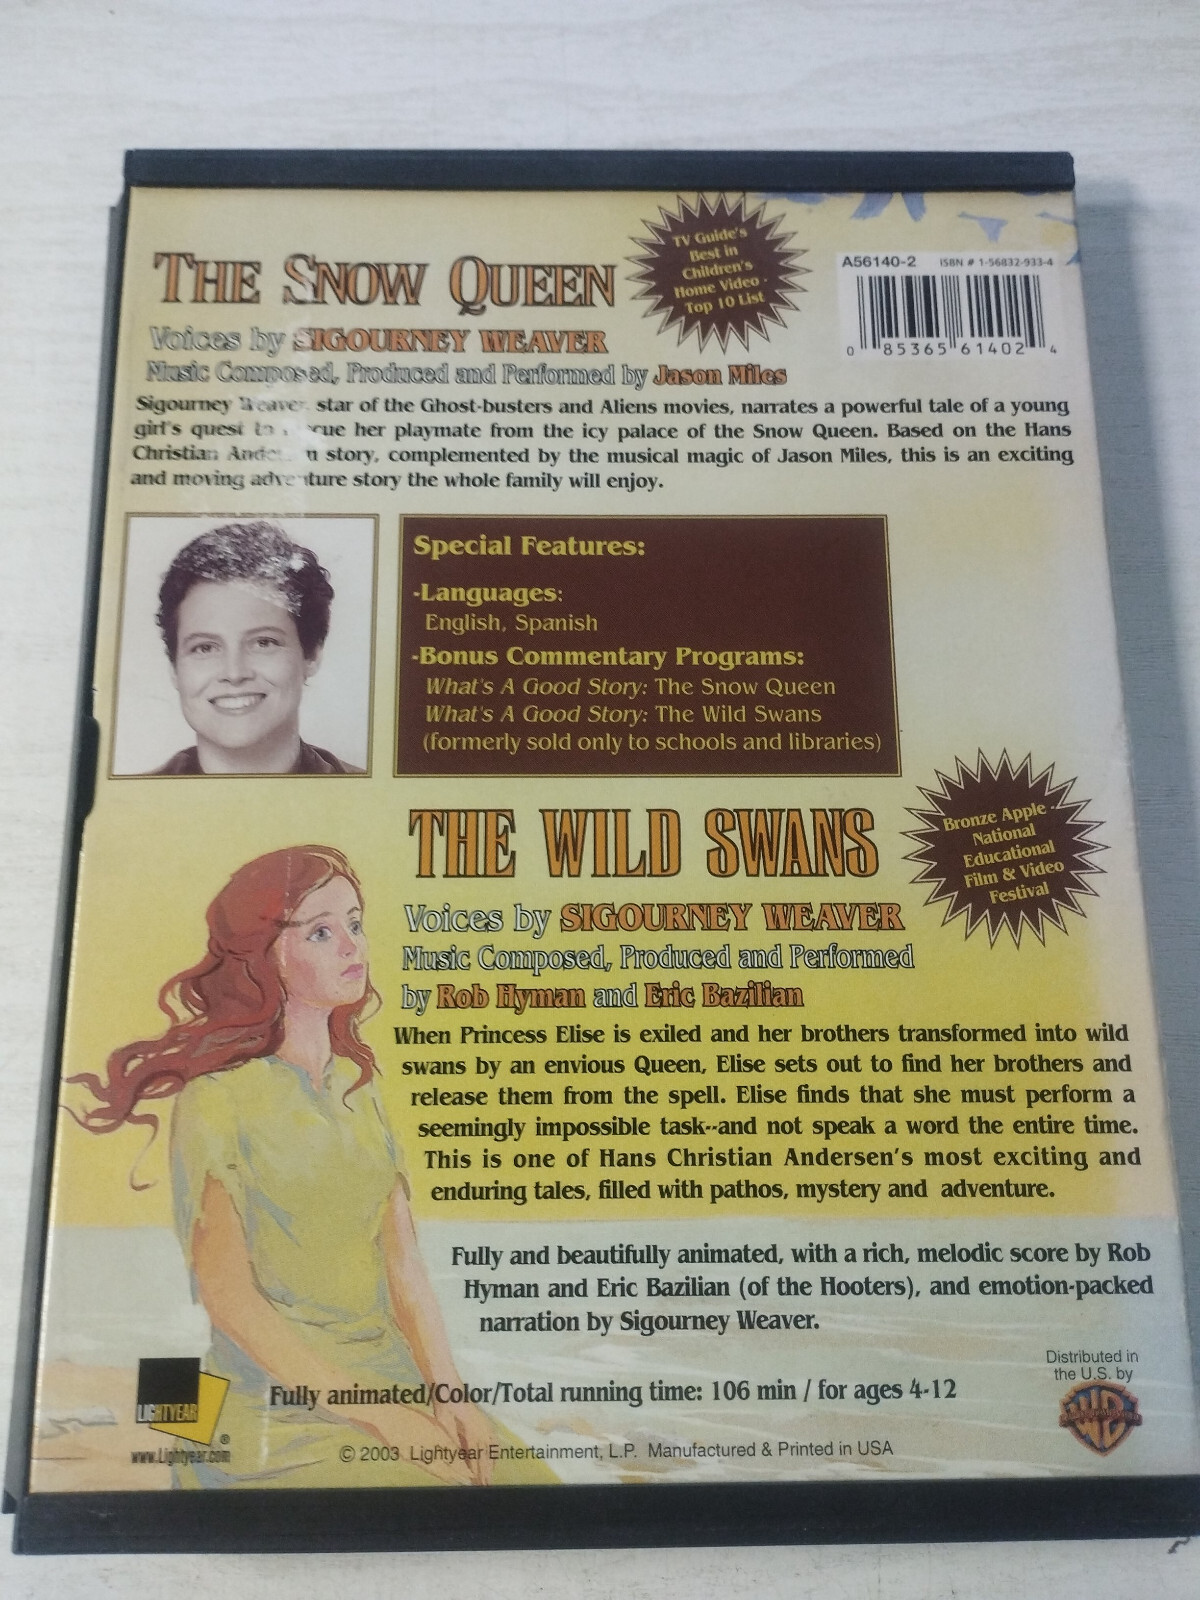 THE SNOW QUEEN
TV Guide's
Best in
Children's
Home Video ·
Top 10 List
A56140-2 ISBN # 1-56832-933-4
0 85365 61402 4
Voices by SIGOURNEY WEAVER
Music Composed, Produced and Performed by Jason Miles
Sigourney Weaver, star of the Ghost-busters and Aliens movies, narrates a powerful tale of a young
girl's quest to her playmate from the icy palace of the Snow Queen. Based on the Hans
Christian story, complemented by the musical magic of Jason Miles, this is an exciting
and moving adventure story the whole family will enjoy.
Special Features:
·Languages:
English, Spanish
·Bonus Commentary Programs:
What's A Good Story: The Snow Queen
What's A Good Story: The Wild Swans
(formerly sold only to schools and libraries)
THE WILD SWANS
Bronze Apple ·
National
Educational
Film & Video
Festival
Voices by SIGOURNEY WEAVER
Music Composed, Produced and Performed
by Rob Hyman and Eric Bazilian
When Princess Elise is exiled and her brothers transformed into wild
swans by an envious Queen, Elise sets out to find her brothers and
release them from the spell. Elise finds that she must perform a
seemingly impossible task--and not speak a word the entire time.
This is one of Hans Christian Andersen's most exciting and
enduring tales, filled with pathos, mystery and adventure.
Fully and beautifully animated, with a rich, melodic score by Rob
Hyman and Eric Bazilian (of the Hooters), and emotion-packed
narration by Sigourney Weaver.
Distributed in
the U.S. by
WB
LIGHTYEAR
®
www.Lightyear.com
Fully animated/Color/Total running time: 106 min / for ages 4-12
© 2003 Lightyear Entertainment, L.P. Manufactured & Printed in USA